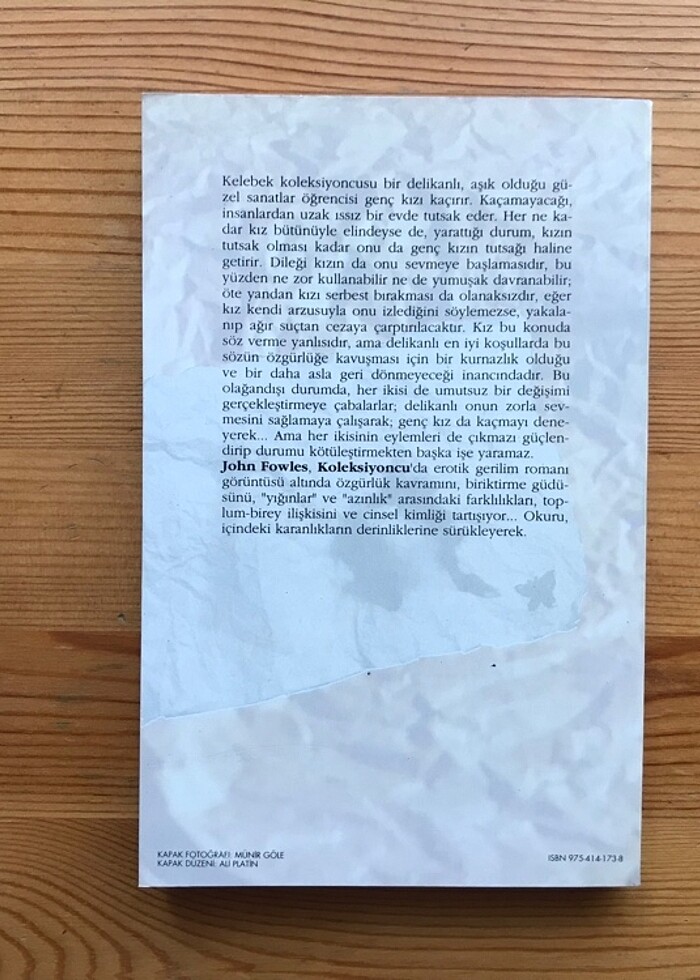 Kelebek koleksiyoncusu bir delikanlı, aşık olduğu gü-
zel sanatlar öğrencisi genç kızı kaçırır. Kaçamayacağı,
insanlardan uzak ıssız bir evde tutsak eder. Her ne ka-
dar kız bütünüyle elindeyse de, yarattığı durum, kızın
tutsak olması kadar onu da genç kızın tutsağı haline
getirir. Dileği kızın da onu sevmeye başlamasıdır, bu
yüzden ne zor kullanabilir ne de yumuşak davranabilir;
öte yandan kızı serbest bırakması da olanaksızdır, eğer
kız kendi arzusuyla onu izlediğini söylemezse, yakala-
nıp ağır suçtan cezaya çarptırılacaktır. Kız bu konuda
söz verme yanlısıdır, ama delikanlı en iyi koşullarda bu
sözün özgürlüğe kavuşması için bir kurnazlık olduğu
ve bir daha asla geri dönmeyeceği inancındadır. Bu
olağandışı durumda, her ikisi de umutsuz bir değişimi
gerçekleştirmeye çabalarlar; delikanlı onun zorla sev-
mesini sağlamaya çalışarak; genç kız da kaçmayı dene-
yerek... Ama her ikisinin eylemleri de çıkmazı güçlen-
dirip durumu kötüleştirmekten başka işe yaramaz.
John Fowles, Koleksiyoncu'da erotik gerilim romanı
görüntüsü altında özgürlük kavramını, biriktirme güdü-
sünü, "yığınlar" ve "azınlık" arasındaki farklılıkları, top-
lum-birey ilişkisini ve cinsel kimliği tartışıyor... Okuru,
içindeki karanlıkların derinliklerine sürükleyerek.
KAPAK FOTOĞRAFI: MÜNİR GÖLE
KAPAK DÜZENİ: ALİ PLATİN
ISBN 975-414-173-8